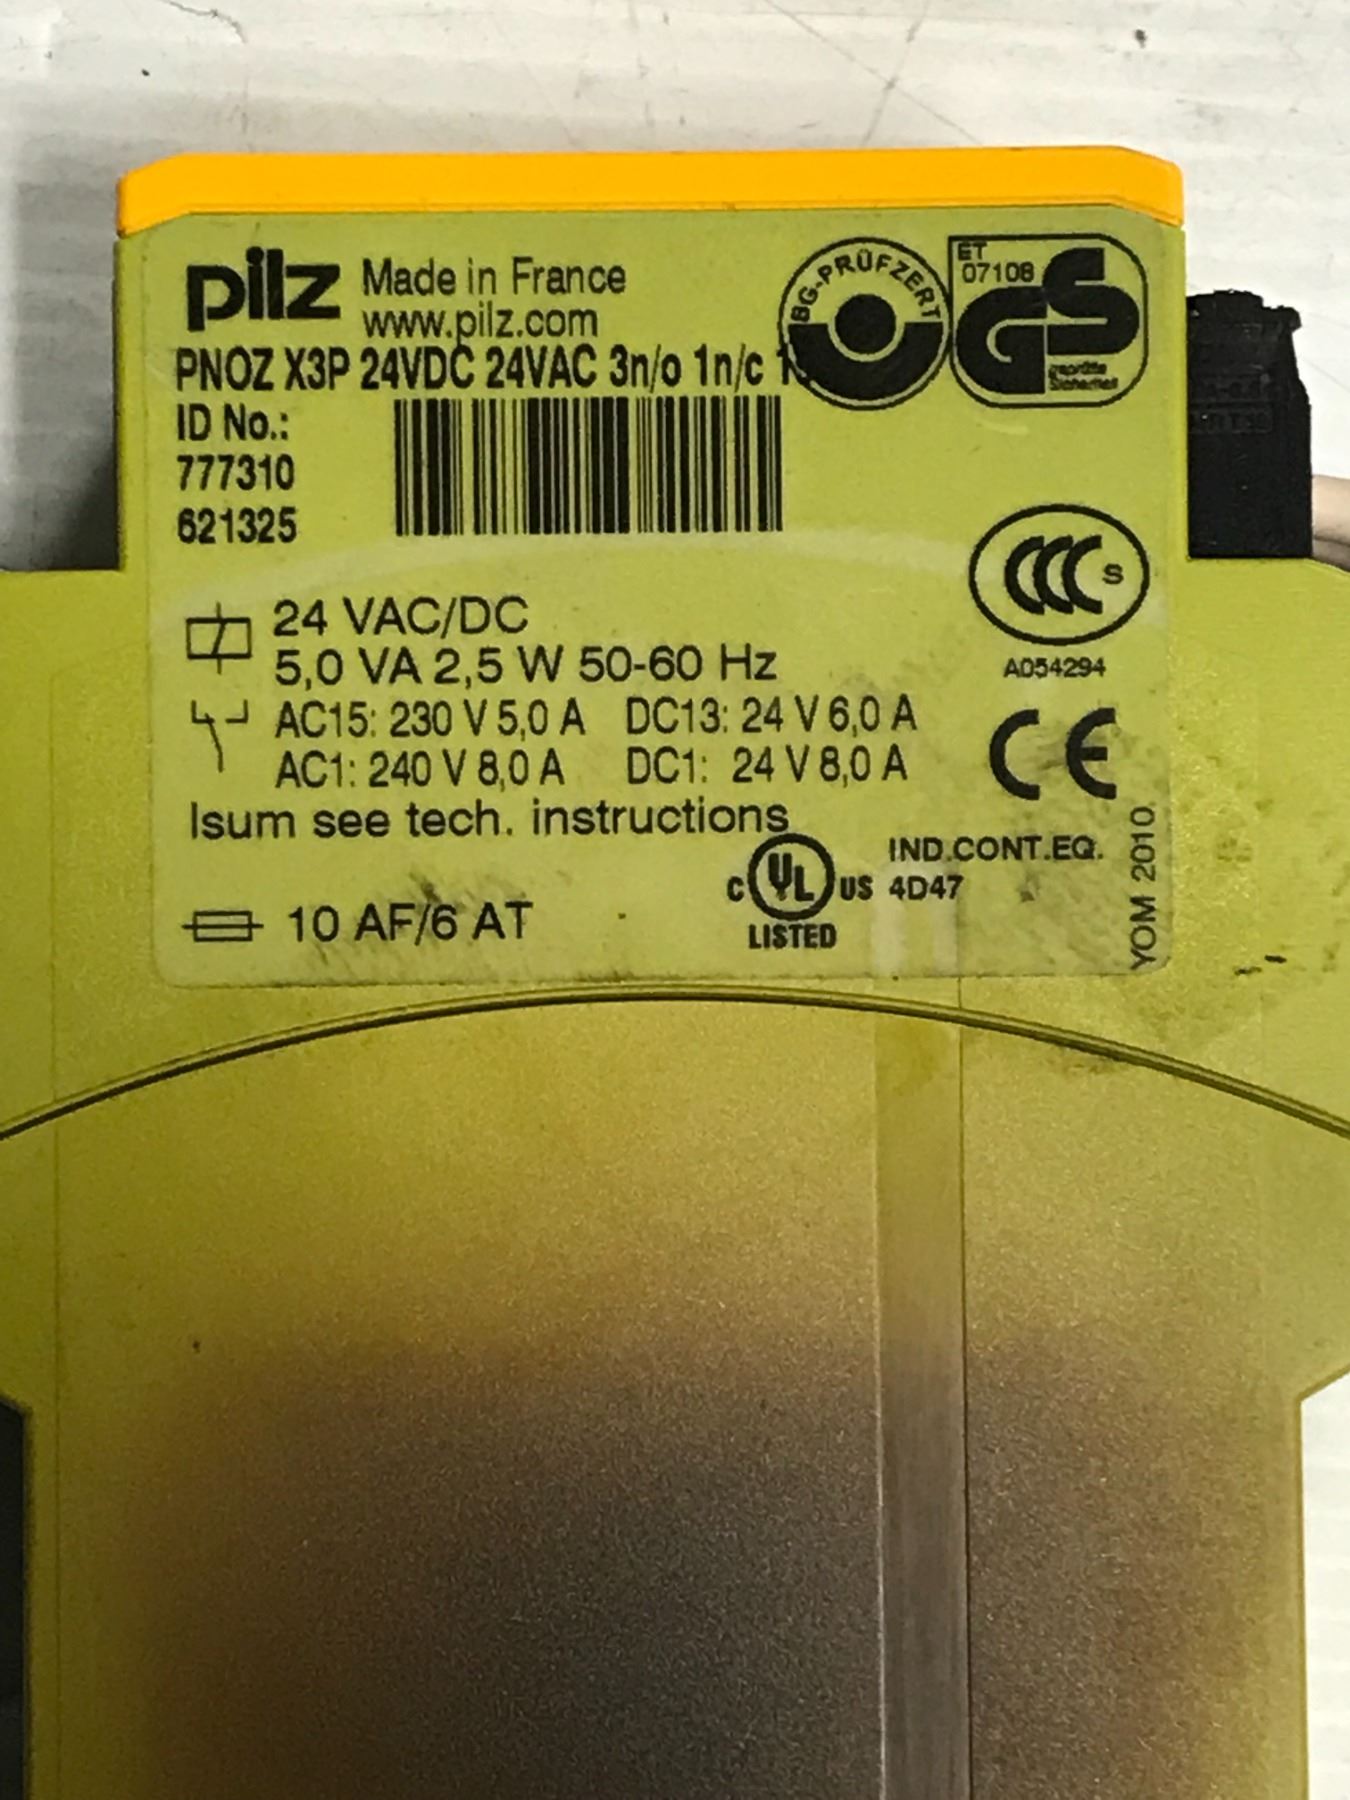 pilz Made in France
www.pilz.com
PNOZ X3P 24VDC 24VAC 3n/o 1n/c
ID No.:
777310
621325
BG-PRÜFZERT
ET
07108
GS
geprüfte
Sicherheit
CCC S
A054294
24 VAC/DC
5,0 VA 2,5 W 50-60 Hz
AC15: 230 V 5,0 A DC13: 24 V 6,0 A
AC1: 240 V 8,0 A DC1: 24 V 8,0 A
CE
Isum see tech. instructions
C UL US
LISTED
IND.CONT.EQ.
4D47
10 AF/6 AT
YOM 2010